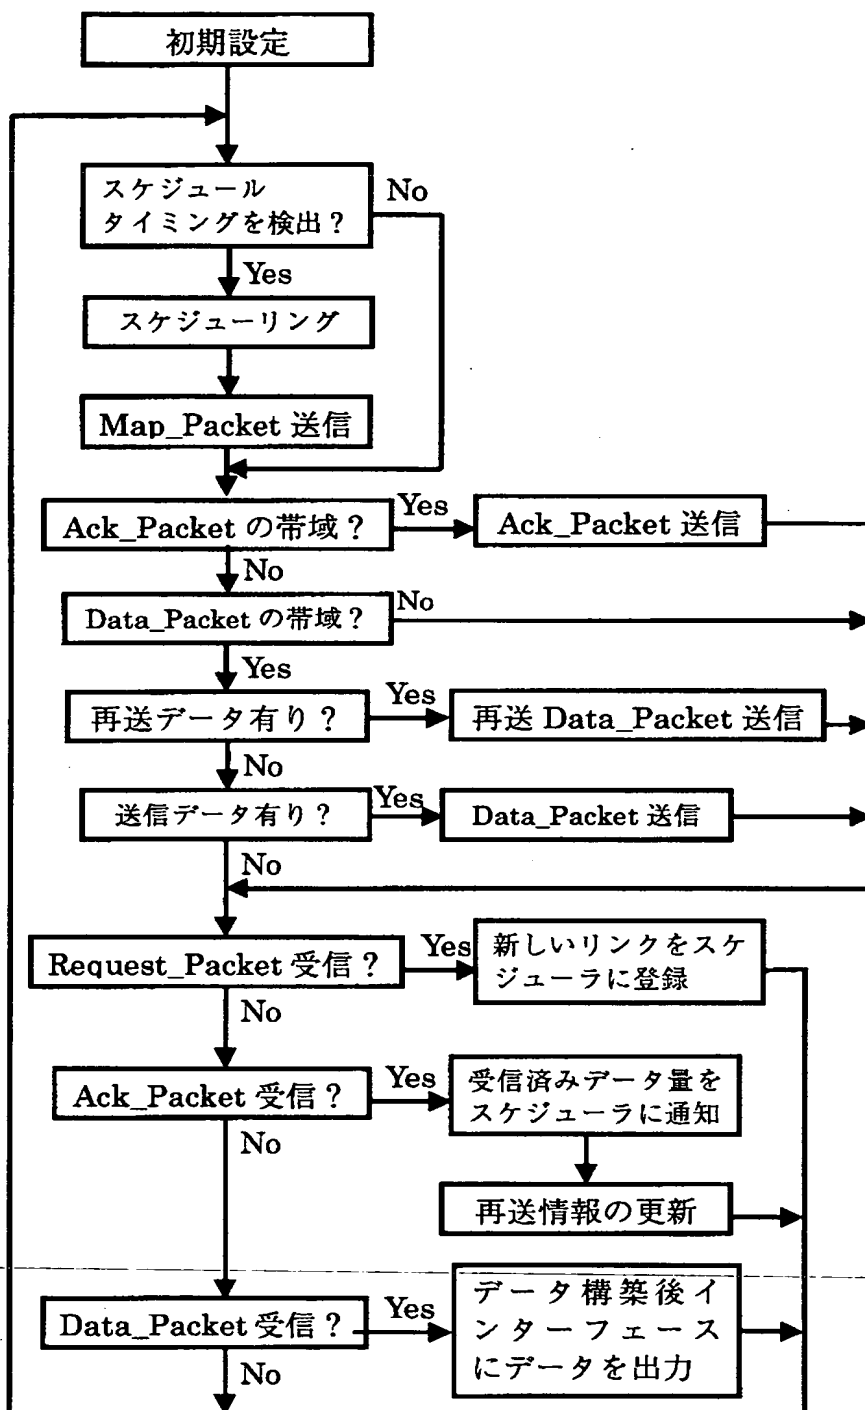 初期設定
スケジュール
タイミングを検出?
No
Yes
スケジューリング
Map_Packet 送信
Ack_Packet の帯域?
Yes
Ack_Packet 送信
No
Data_Packet の帯域?
No
Yes
再送データ有り?
Yes
再送 Data_Packet 送信
No
送信データ有り?
Yes
Data_Packet 送信
No
Request_Packet 受信?
Yes
新しいリンクをスケ
ジューラに登録
No
Ack_Packet 受信?
Yes
受信済みデータ量を
スケジューラに通知
No
再送情報の更新
Data_Packet 受信?
Yes
データ構築後イ
ンターフェース
にデータを出力
No